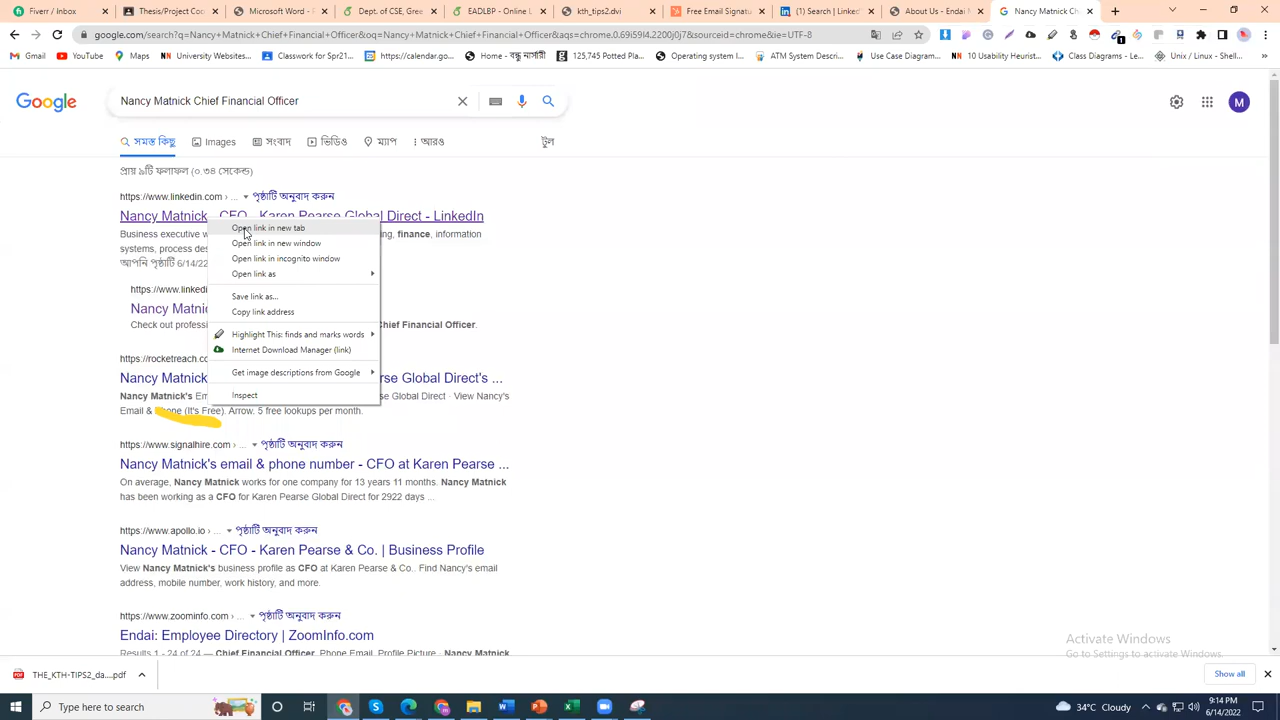 Fiverr / X
Thesis/Project Co
Microsoft Word -
Dept. of CSE, Gre
EADLBP - Online L
kth_tips2.dvi
Free Email Signatu
(1) Search | Linked
About Us - Endai
Nancy Matnick Ch
google.com/search?q=Nancy+Matnick+Chief+Financial+Officer&oq=Nancy+Matnick+Chief+Financial+Officer&aqs=chrome.0.69i59l4.2200j0j7&sourceid=chrome&ie=UTF-8
Gmail YouTube Maps University Websites... Classwork for Spr21... https://calendar.go... Home - বন্ধু নার্সারী 125,745 Potted Pla... Operating system I... ATM System Descri... Use Case Diagram... 10 Usability Heurist... Class Diagrams - L... Unix / Linux - Shell...
Google
Nancy Matnick Chief Financial Officer
M
সমস্ত কিছু Images সংবাদ ভিডিও ম্যাপ আরও টুল
প্রায় ৯টি ফলাফল (০.৩৪ সেকেন্ড)
https://www.linkedin.com › ... পৃষ্ঠাটি অনুবাদ করুন
Nancy Matnick - CFO - Karen Pearse Global Direct - LinkedIn
Business executive w
ing, finance, information
systems, process des
আপনি পৃষ্ঠাটি 6/14/22
Open link in new tab
Open link in new window
Open link in incognito window
Open link as
Save link as...
Copy link address
Highlight This: finds and marks words
Internet Download Manager (link)
Get image descriptions from Google
Inspect
https://www.linkedi
Nancy Matni
Check out profess
Chief Financial Officer.
https://rocketreach.co
Nancy Matnick
se Global Direct's ...
Nancy Matnick's Em
Global Direct · View Nancy's
Email & Phone (It's Free). Arrow. 5 free lookups per month.
https://www.signalhire.com › ... পৃষ্ঠাটি অনুবাদ করুন
Nancy Matnick's email & phone number - CFO at Karen Pearse ...
On average, Nancy Matnick works for one company for 13 years 11 months. Nancy Matnick
has been working as a CFO for Karen Pearse Global Direct for 2922 days ...
https://www.apollo.io › ... পৃষ্ঠাটি অনুবাদ করুন
Nancy Matnick - CFO - Karen Pearse & Co. | Business Profile
View Nancy Matnick's business profile as CFO at Karen Pearse & Co.. Find Nancy's email
address, mobile number, work history, and more.
https://www.zoominfo.com › ... পৃষ্ঠাটি অনুবাদ করুন
Endai: Employee Directory | ZoomInfo.com
Results 1 - 24 of 24 — Chief Financial Officer. Phone Email. Profile Picture · Nancy Matnick
Activate Windows
Go to Settings to activate Windows.
THE_KTH-TIPS2_da....pdf
Show all
Type here to search
34°C Cloudy
9:14 PM
6/14/2022